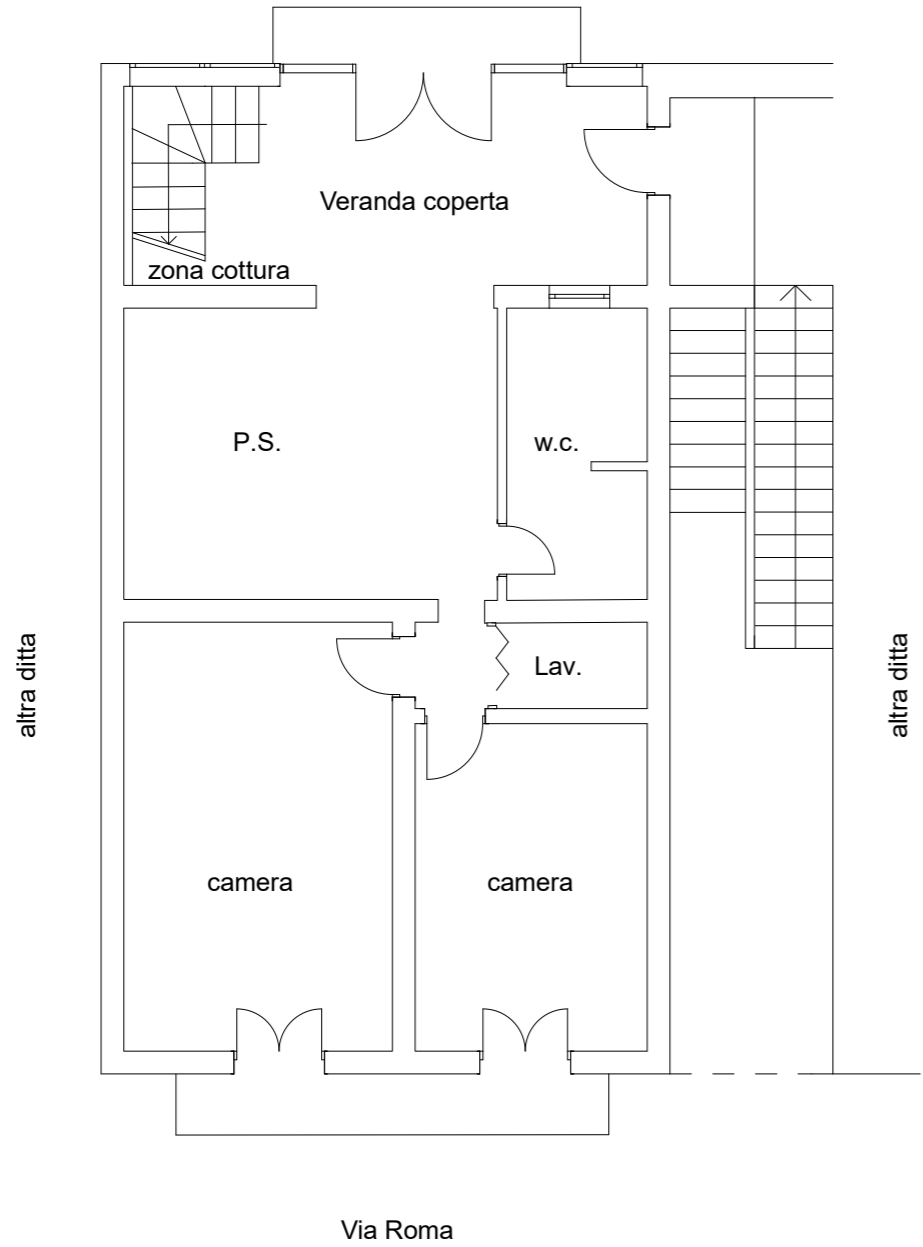 Veranda coperta
zona cottura
P.S.
w.c.
altra ditta
Lav.
altra ditta
camera
camera
Via Roma